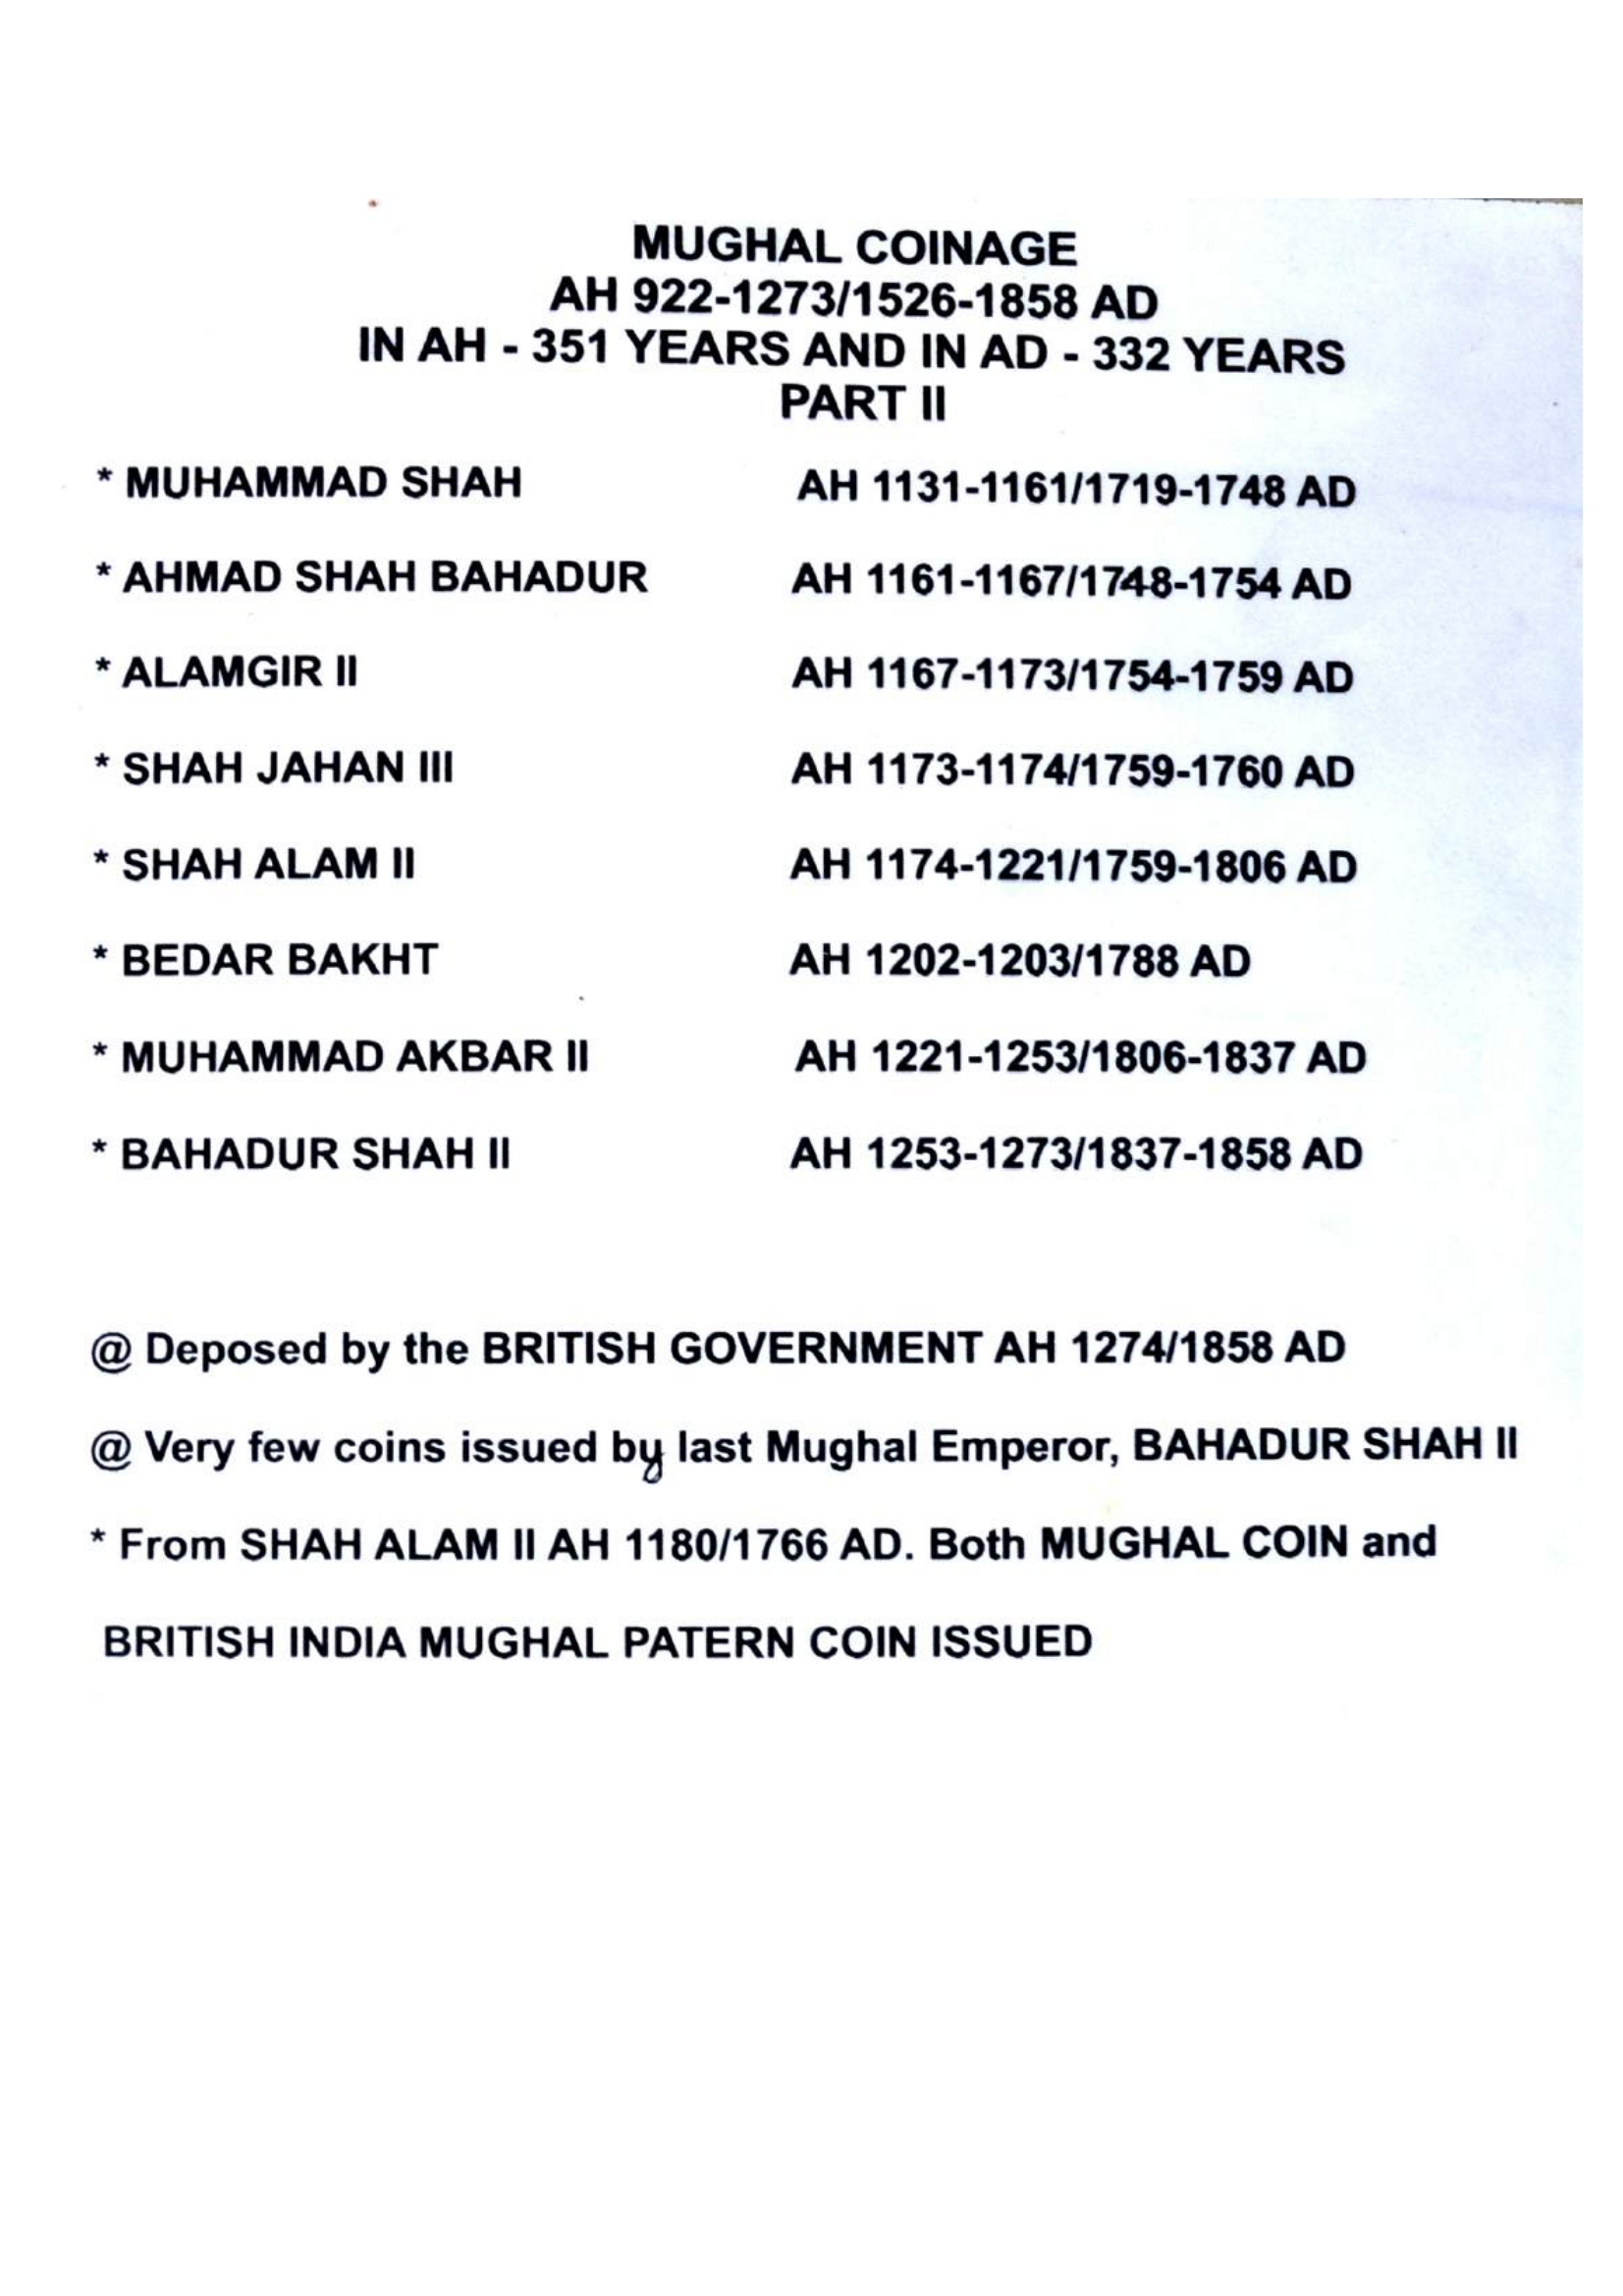 MUGHAL COINAGE
AH 922-1273/1526-1858 AD
IN AH - 351 YEARS AND IN AD - 332 YEARS
PART II
* MUHAMMAD SHAH AH 1131-1161/1719-1748 AD
* AHMAD SHAH BAHADUR AH 1161-1167/1748-1754 AD
* ALAMGIR II AH 1167-1173/1754-1759 AD
* SHAH JAHAN III AH 1173-1174/1759-1760 AD
* SHAH ALAM II AH 1174-1221/1759-1806 AD
* BEDAR BAKHT AH 1202-1203/1788 AD
* MUHAMMAD AKBAR II AH 1221-1253/1806-1837 AD
* BAHADUR SHAH II AH 1253-1273/1837-1858 AD
@ Deposed by the BRITISH GOVERNMENT AH 1274/1858 AD
@ Very few coins issued by last Mughal Emperor, BAHADUR SHAH II
* From SHAH ALAM II AH 1180/1766 AD. Both MUGHAL COIN and
BRITISH INDIA MUGHAL PATERN COIN ISSUED